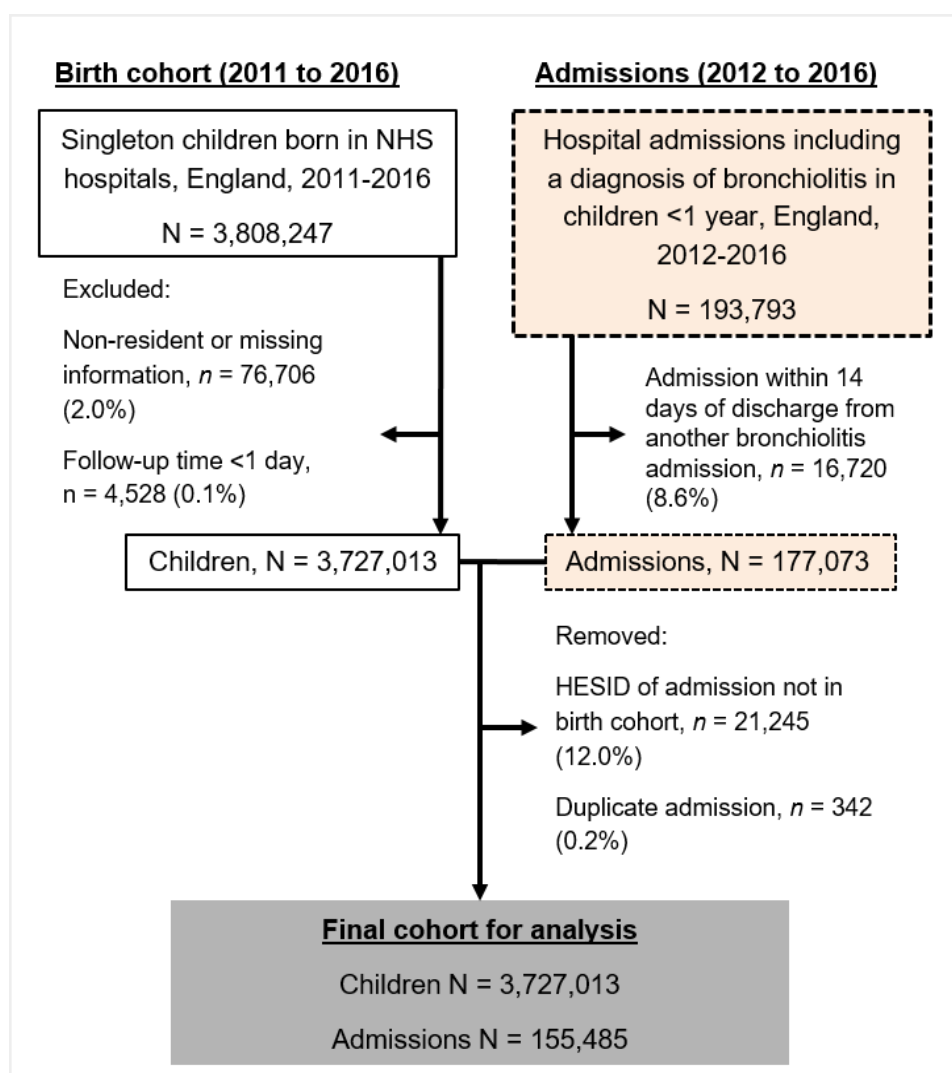 Birth cohort (2011 to 2016)
Singleton children born in NHS
hospitals, England, 2011-2016
N = 3,808,247
Excluded:
Non-resident or missing
information, n = 76,706
(2.0%)
Follow-up time <1 day,
n = 4,528 (0.1%)
Admissions (2012 to 2016)
Hospital admissions including
a diagnosis of bronchiolitis in
children <1 year, England,
2012-2016
N = 193,793
Admission within 14
days of discharge from
another bronchiolitis
admission, n = 16,720
(8.6%)
Children, N = 3,727,013
Admissions, N = 177,073
Removed:
HESID of admission not in
birth cohort, n = 21,245
(12.0%)
Duplicate admission, n = 342
(0.2%)
Final cohort for analysis
Children N = 3,727,013
Admissions N = 155,485